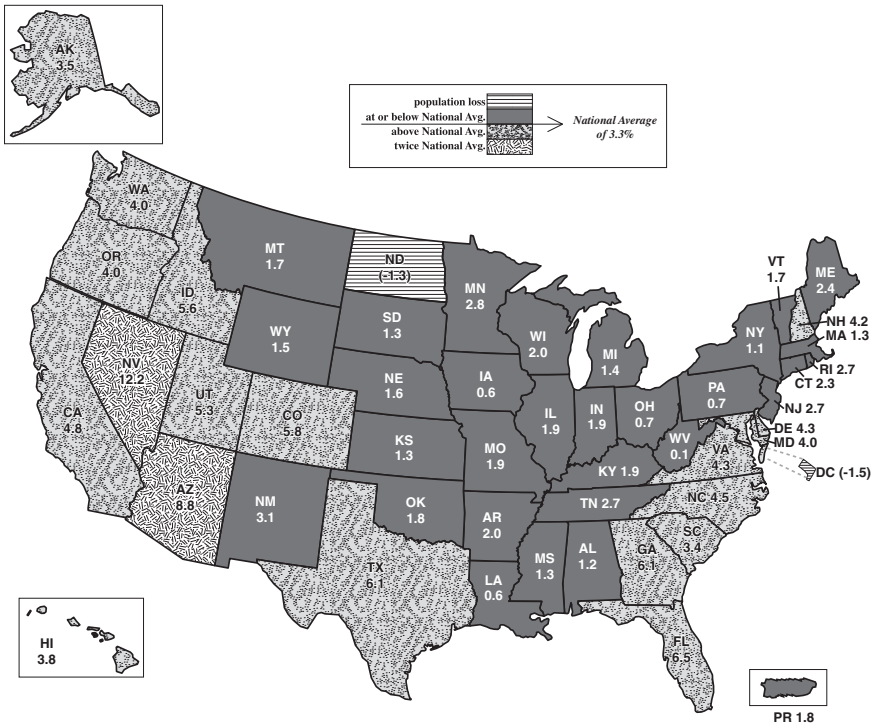 AK
3.5
population loss
at or below National Avg.
above National Avg.
twice National Avg.
National Average
of 3.3%
WA
4.0
OR
4.0
ID
5.6
MT
1.7
ND
(-1.3)
MN
2.8
VT
1.7
ME
2.4
WY
1.5
SD
1.3
WI
2.0
MI
1.4
NY
1.1
NH 4.2
MA 1.3
RI 2.7
CT 2.3
NV
12.2
UT
5.3
CO
5.8
NE
1.6
IA
0.6
IL
1.9
IN
1.9
OH
0.7
PA
0.7
NJ 2.7
DE 4.3
MD 4.0
DC (-1.5)
CA
4.8
KS
1.3
MO
1.9
KY 1.9
WV
0.1
VA
4.3
AZ
8.8
NM
3.1
OK
1.8
AR
2.0
TN 2.7
NC 4.5
SC
3.4
TX
6.1
LA
0.6
MS
1.3
AL
1.2
GA
6.1
FL
6.5
HI
3.8
PR 1.8